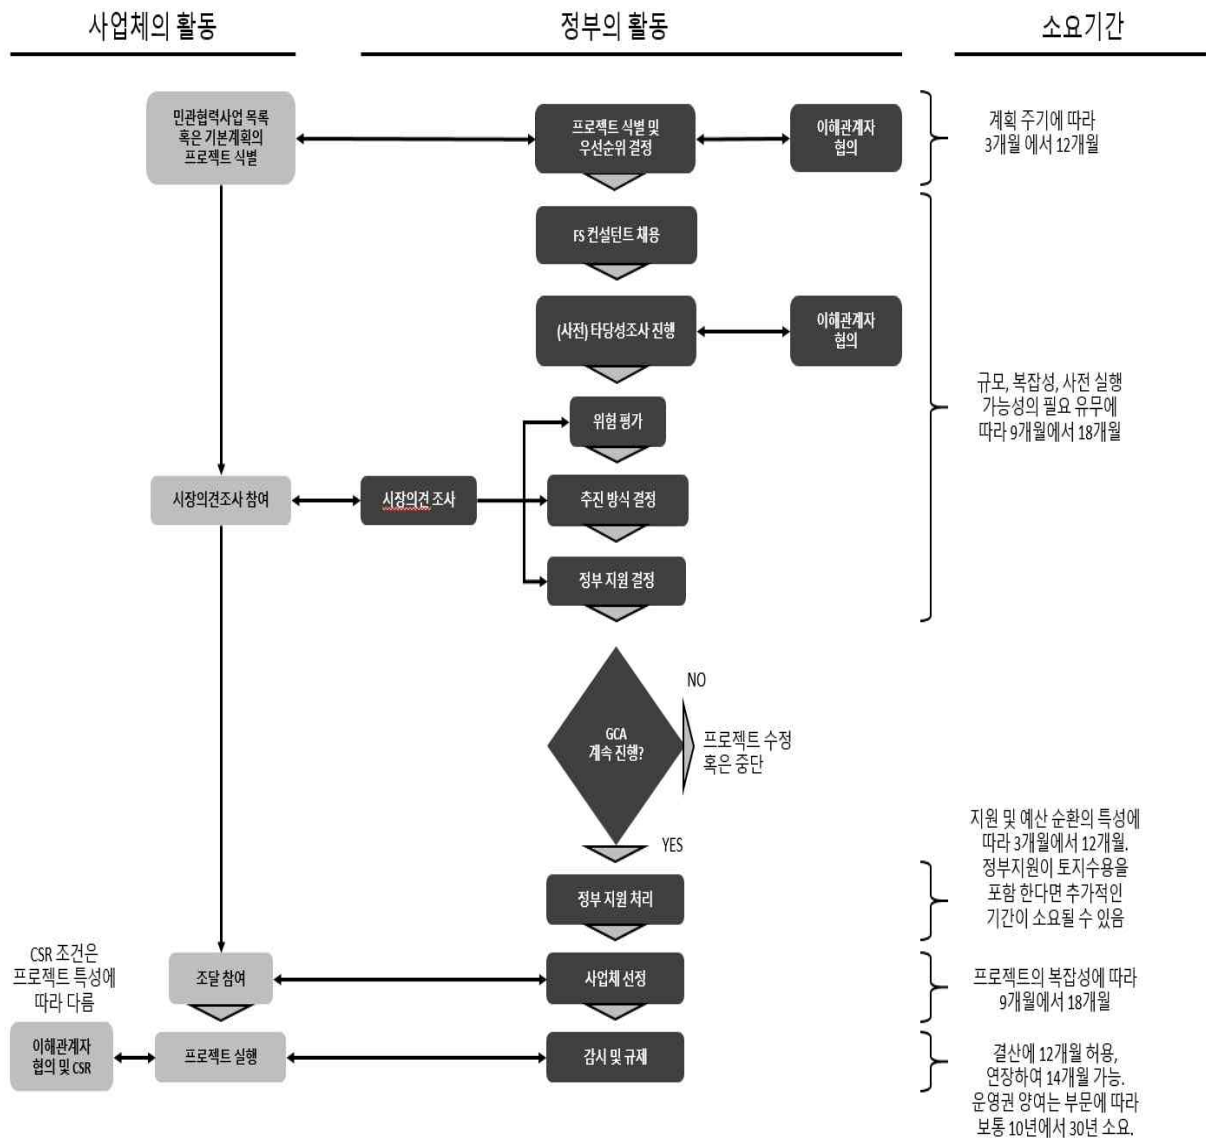 사업체의 활동
정부의 활동
소요기간
민관협력사업 목록
혹은 기본계획의
프로젝트 식별
프로젝트 식별 및
우선순위 결정
이해관계자
협의
계획 주기에 따라
3개월 에서 12개월
FS 컨설턴트 채용
(사전) 타당성조사 진행
이해관계자
협의
규모, 복잡성, 사전 실행
가능성의 필요 유무에
따라 9개월에서 18개월
위험 평가
시장의견조사 참여
시장의견 조사
추진 방식 결정
정부 지원 결정
GCA
계속 진행?
NO
프로젝트 수정
혹은 중단
YES
지원 및 예산 순환의 특성에
따라 3개월에서 12개월.
정부지원이 토지수용을
포함 한다면 추가적인
기간이 소요될 수 있음
정부 지원 처리
CSR 조건은
프로젝트 특성에
따라 다름
조달 참여
사업체 선정
프로젝트의 복잡성에 따라
9개월에서 18개월
이해관계자
협의 및 CSR
프로젝트 실행
감시 및 규제
결산에 12개월 허용,
연장하여 14개월 가능.
운영권 양여는 부문에 따라
보통 10년에서 30년 소요.